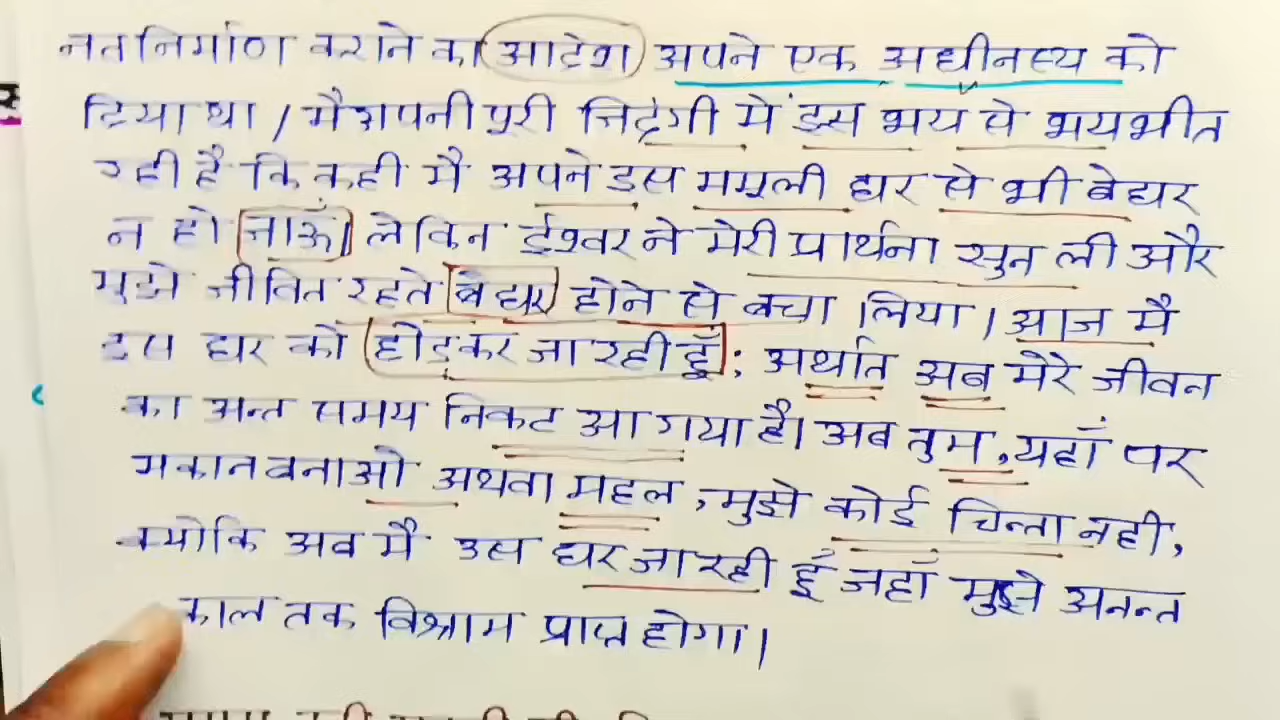 नवनिर्माण कराने का आदेश अपने एक अधीनस्थ को
दिया था / मैं अपनी पूरी जिदंगी में इस भय से भयभीत
रही है कि कही मै अपने इस ममूली घर से भी बेघर
न हो जाऊँ। लेकिन ईश्वर ने मेरी प्रार्थना सुन ली और
मुझे जीवित रहते बेघर होने से बचा लिया। आज मै
इस घर को छोड़कर जा रही हूँ; अर्थात अब मेरे जीवन
का अन्त समय निकट आ गया है। अब तुम, यहाँ पर
मकान बनाओ अथवा महल, मुझे कोई चिन्ता नही,
क्योकि अब मै उस घर जा रही हूँ जहाँ मुझे अनन्त
काल तक विश्राम प्राप्त होगा।